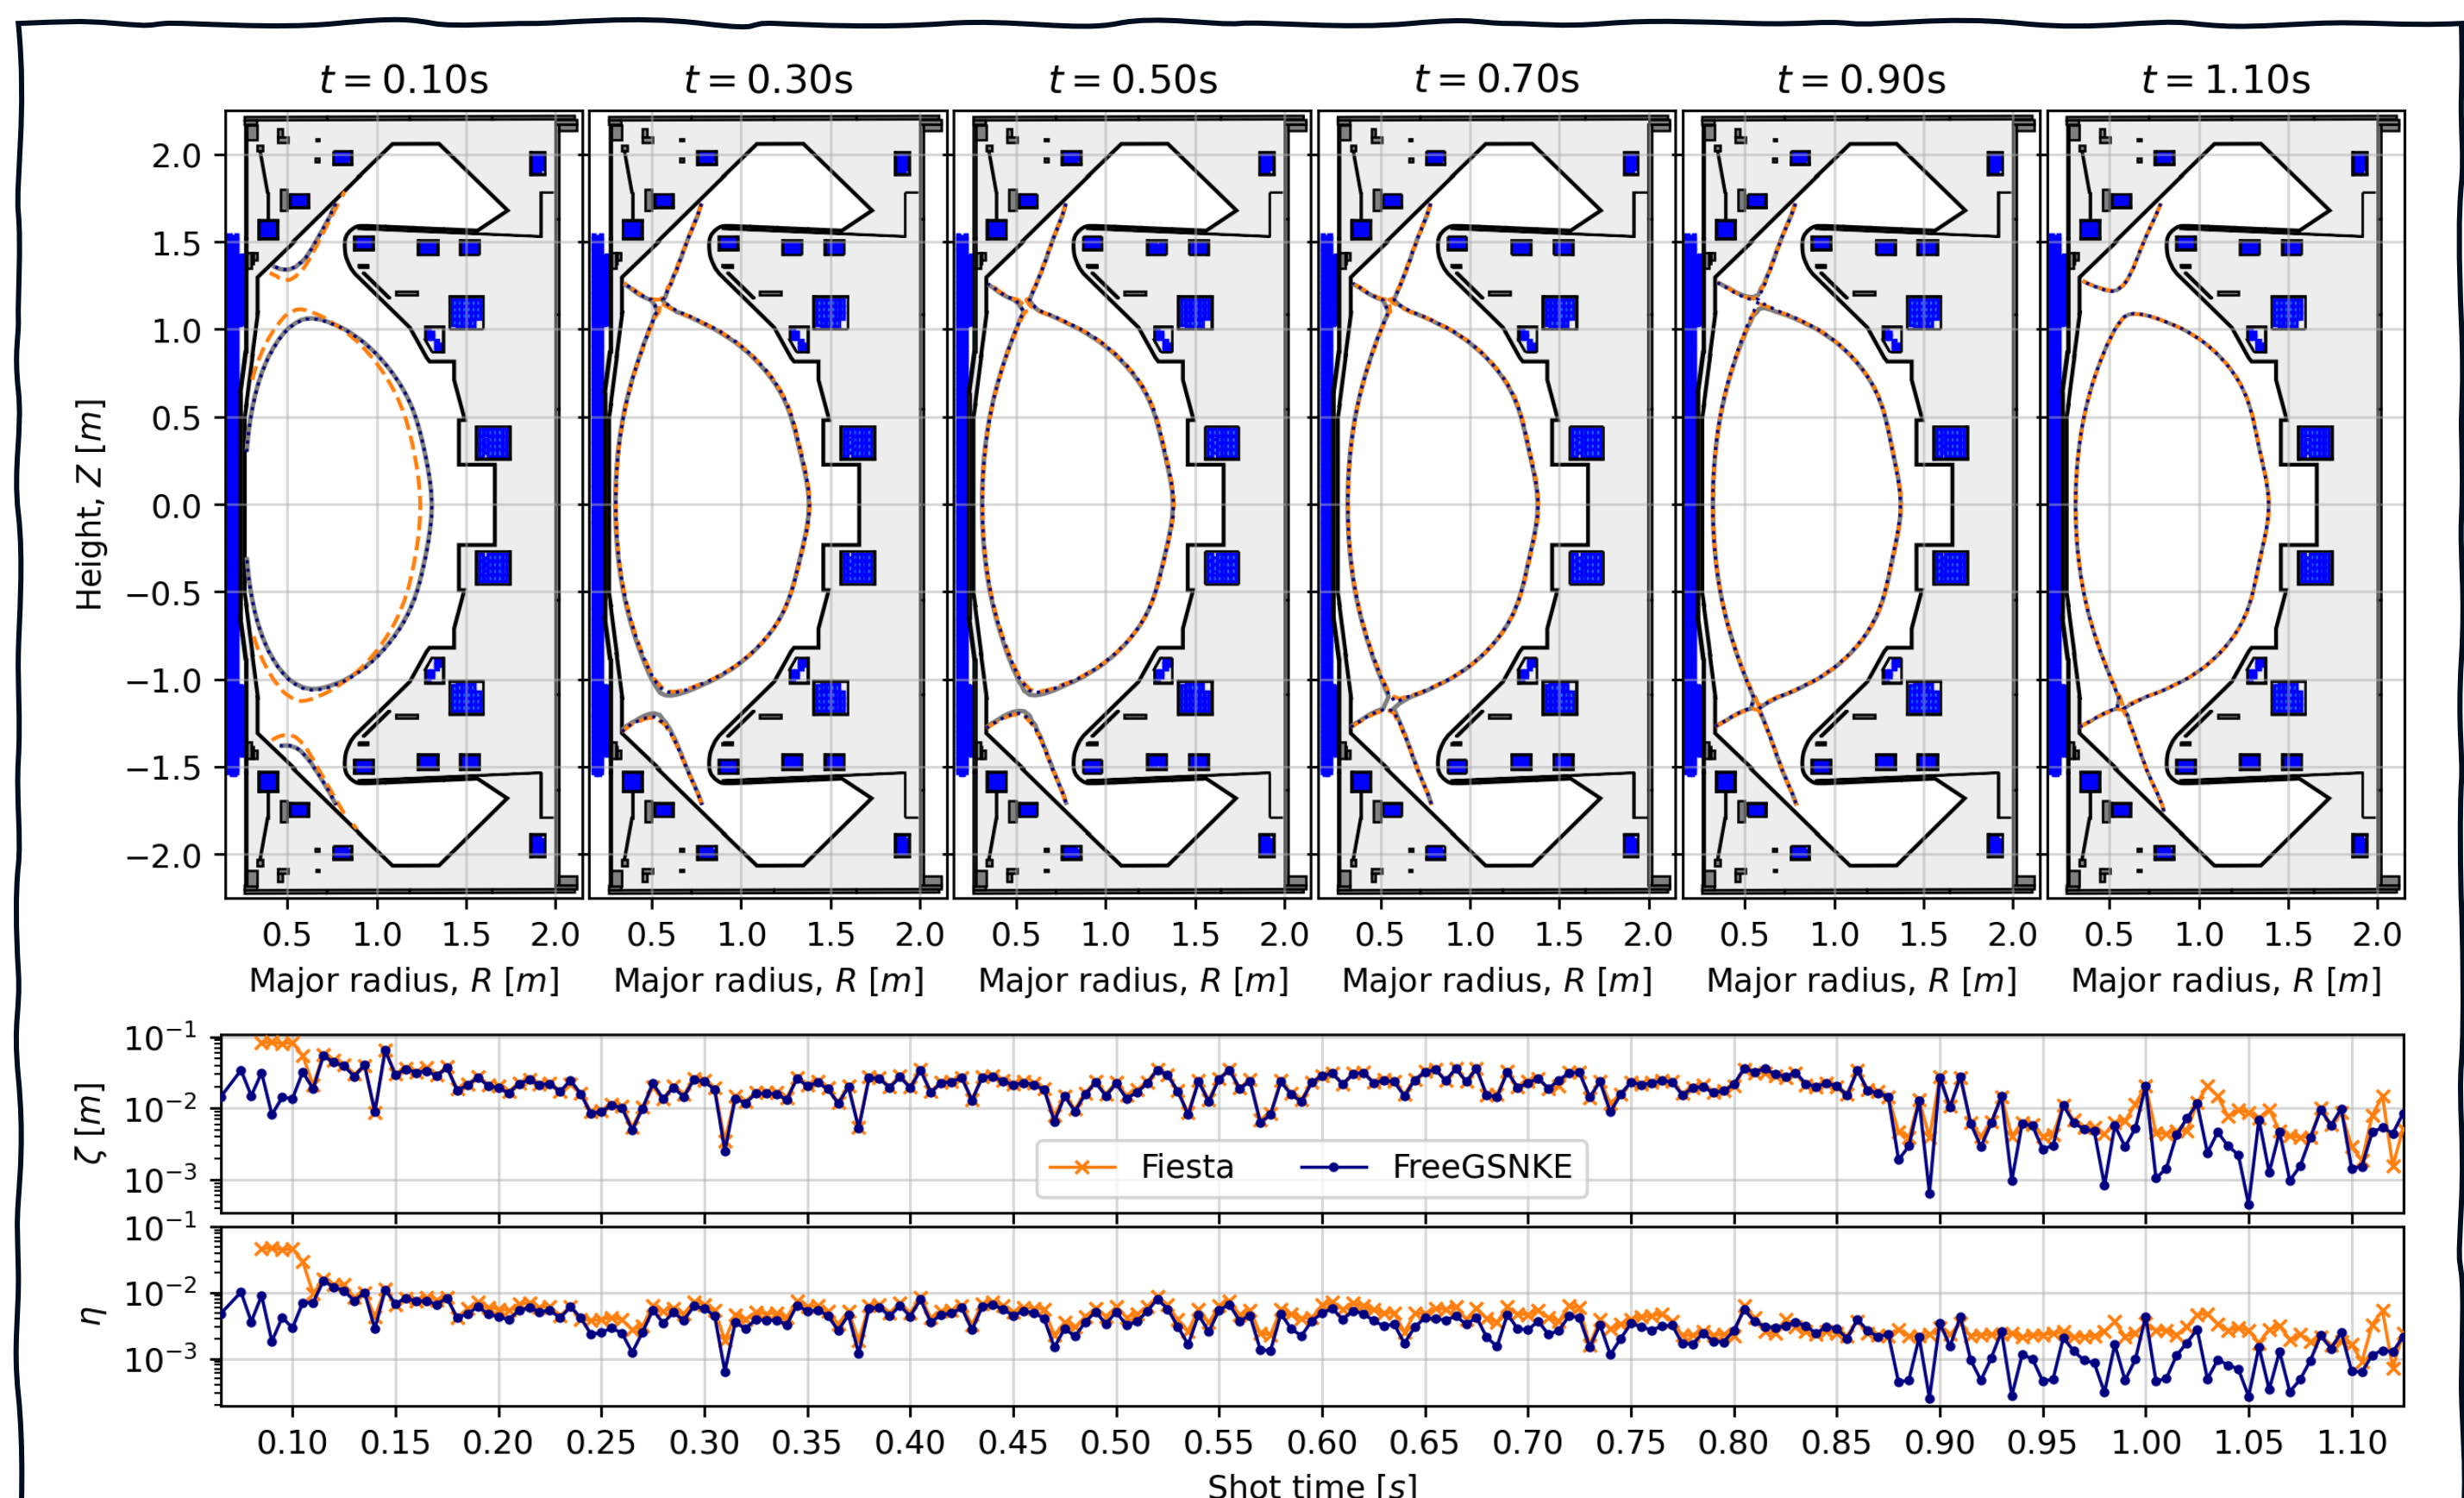 t = 0.10s t = 0.30s t = 0.50s t = 0.70s t = 0.90s t = 1.10s
2.0
1.5
1.0
0.5
0.0
−0.5
−1.0
−1.5
−2.0
Height, Z [m]
0.5 1.0 1.5 2.0 0.5 1.0 1.5 2.0 0.5 1.0 1.5 2.0 0.5 1.0 1.5 2.0 0.5 1.0 1.5 2.0 0.5 1.0 1.5 2.0
Major radius, R [m] Major radius, R [m] Major radius, R [m] Major radius, R [m] Major radius, R [m] Major radius, R [m]
10⁻¹
10⁻²
10⁻³
ζ [m]
Fiesta FreeGSNKE
10⁻¹
10⁻²
10⁻³
η
0.10 0.15 0.20 0.25 0.30 0.35 0.40 0.45 0.50 0.55 0.60 0.65 0.70 0.75 0.80 0.85 0.90 0.95 1.00 1.05 1.10
Shot time [s]